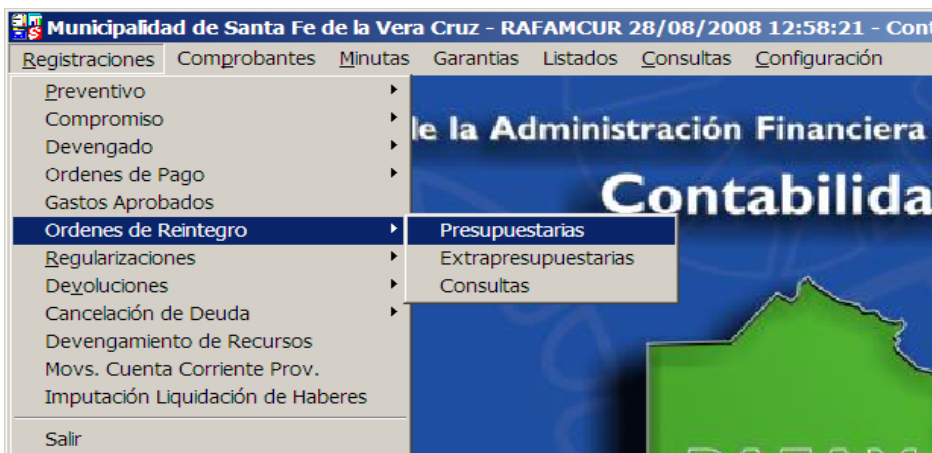 Municipalidad de Santa Fe de la Vera Cruz - RAFAMCUR 28/08/2008 12:58:21 - Cont
Registraciones Comprobantes Minutas Garantias Listados Consultas Configuración
Preventivo
Compromiso
Devengado
Ordenes de Pago
Gastos Aprobados
Ordenes de Reintegro
Regularizaciones
Devoluciones
Cancelación de Deuda
Devengamiento de Recursos
Movs. Cuenta Corriente Prov.
Imputación Liquidación de Haberes
Salir
Presupuestarias
Extrapresupuestarias
Consultas
de la Administración Financiera
Contabilida